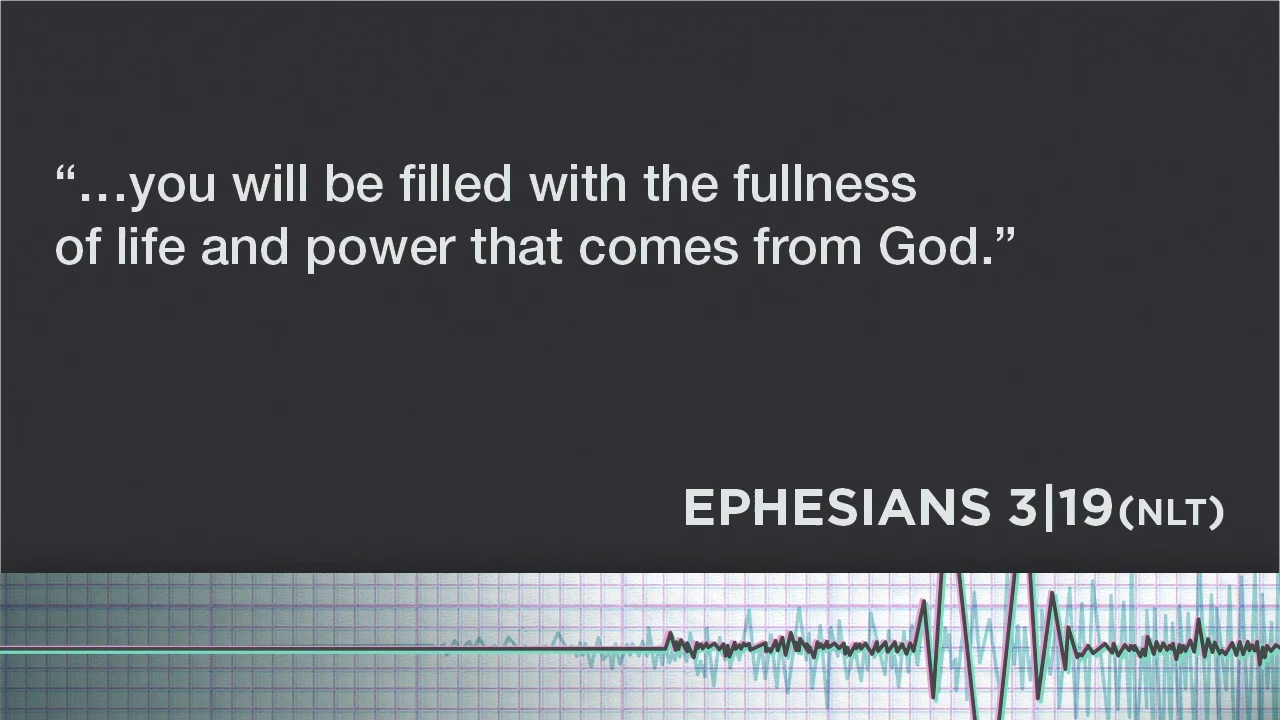 “…you will be filled with the fullness
of life and power that comes from God.”
EPHESIANS 3|19 (NLT)